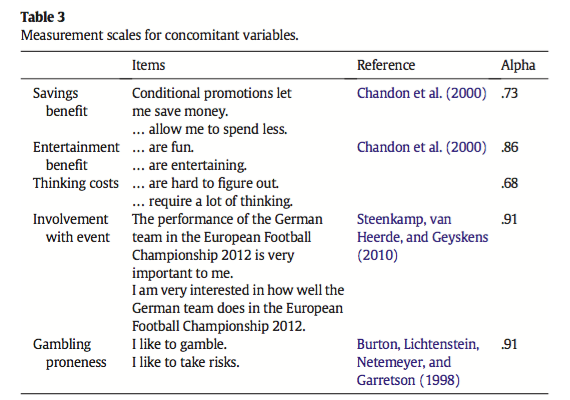 Table 3
Measurement scales for concomitant variables.
Items Reference Alpha
Savings Conditional promotions let Chandon et al. (2000) .73
benefit me save money.
… allow me to spend less.
Entertainment … are fun. Chandon et al. (2000) .86
benefit … are entertaining.
Thinking costs … are hard to figure out. .68
… require a lot of thinking.
Involvement The performance of the German Steenkamp, van .91
with event team in the European Football Heerde, and Geyskens
Championship 2012 is very (2010)
important to me.
I am very interested in how well the
German team does in the European
Football Championship 2012.
Gambling I like to gamble. Burton, Lichtenstein, .91
proneness I like to take risks. Netemeyer, and
Garretson (1998)